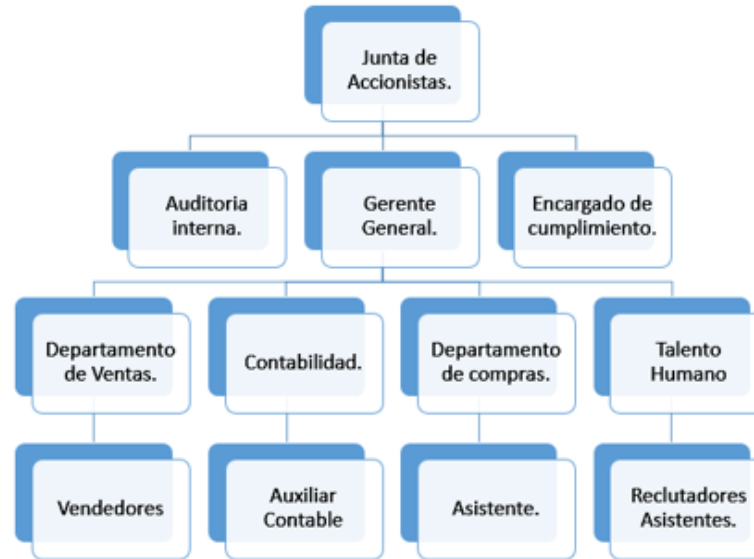 Junta de
Accionistas.
Auditoria
interna.
Gerente
General.
Encargado de
cumplimiento.
Departamento
de Ventas.
Contabilidad.
Departamento
de compras.
Talento
Humano
Vendedores
Auxiliar
Contable
Asistente.
Reclutadores
Asistentes.